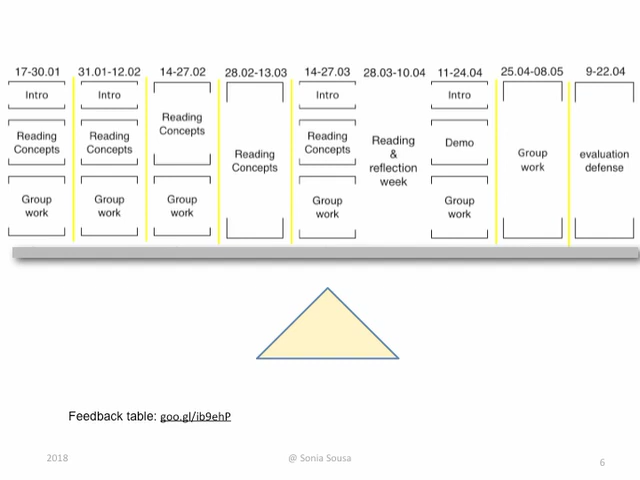 17-30.01 31.01-12.02 14-27.02 28.02-13.03 14-27.03 28.03-10.04 11-24.04 25.04-08.05 9-22.04
Intro
Reading
Concepts
Group
work
Intro
Reading
Concepts
Group
work
Reading
Concepts
Group
work
Reading
Concepts
Intro
Reading
Concepts
Group
work
Reading
&
reflection
week
Intro
Demo
Group
work
Group
work
evaluation
defense
Feedback table: goo.gl/ib9ehP
2018
@ Sonia Sousa
6